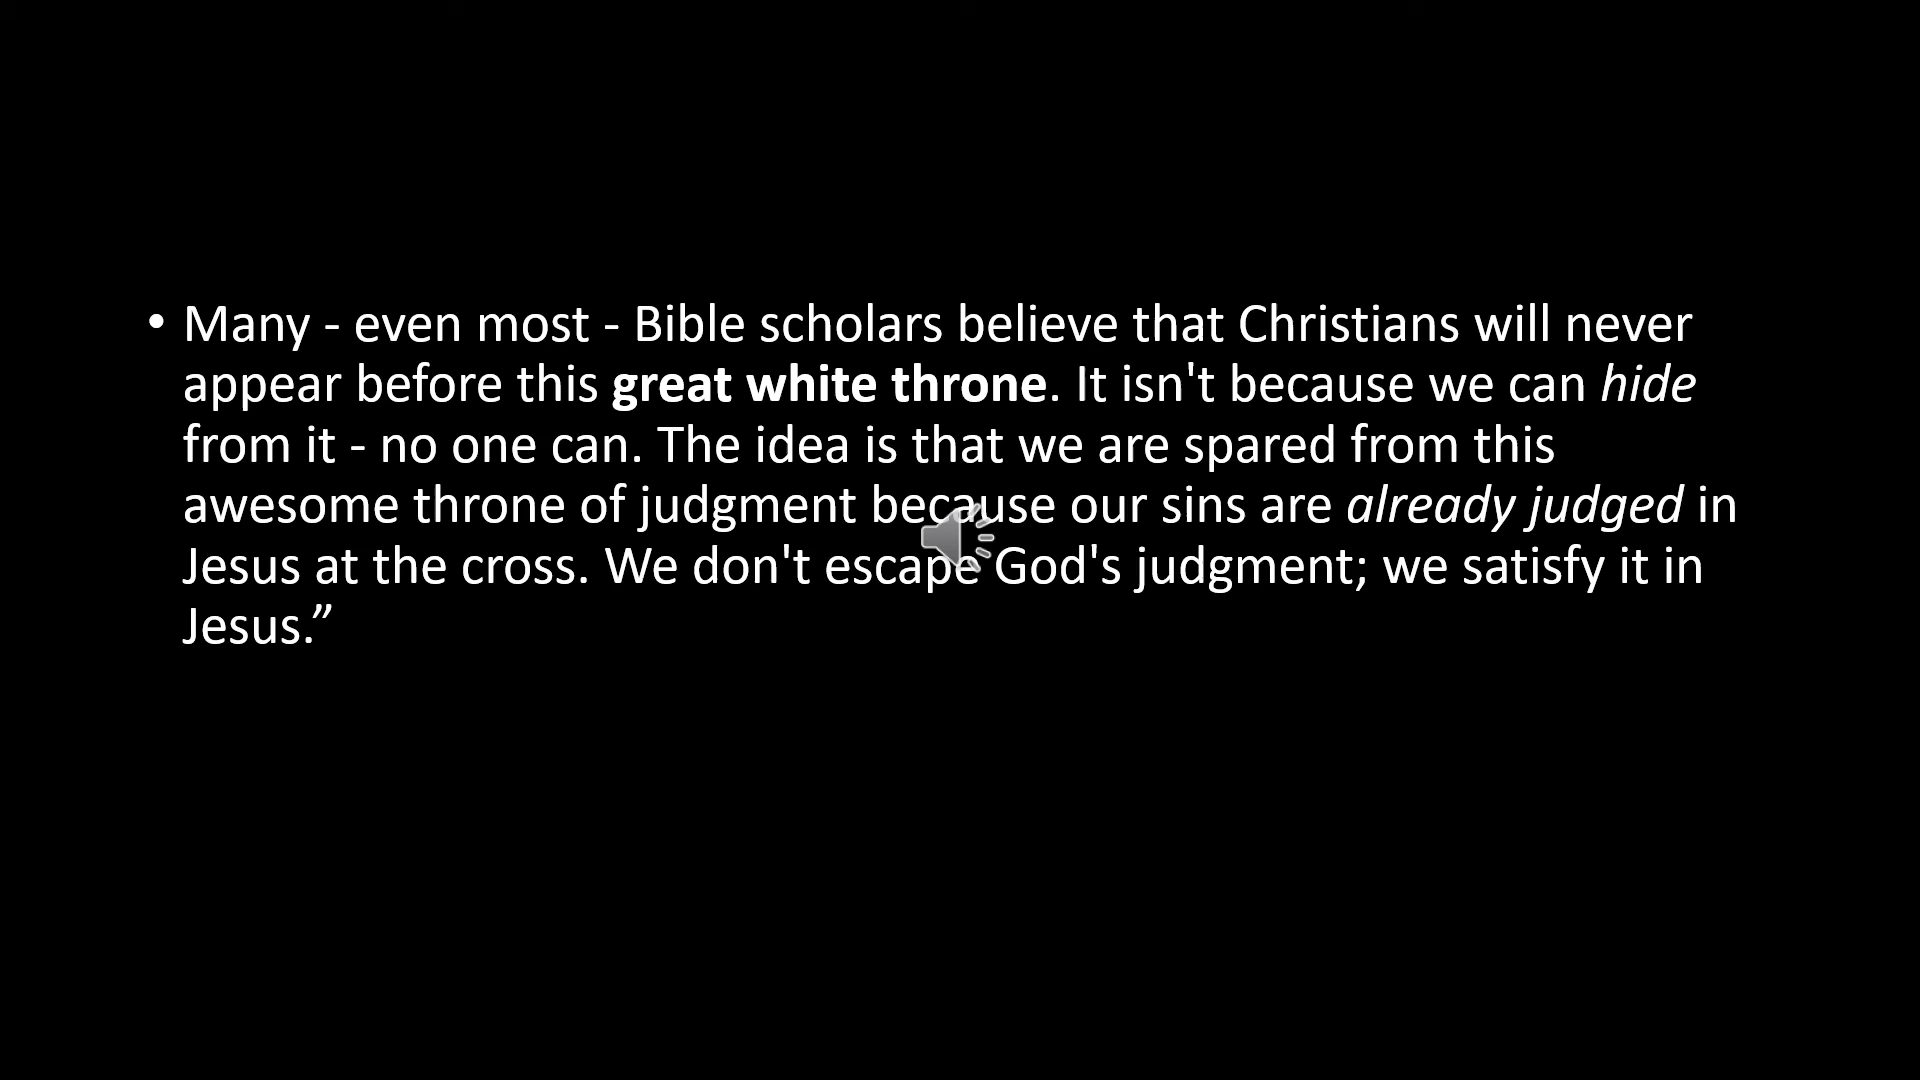 • Many - even most - Bible scholars believe that Christians will never
appear before this great white throne. It isn't because we can hide
from it - no one can. The idea is that we are spared from this
awesome throne of judgment because our sins are already judged in
Jesus at the cross. We don't escape God's judgment; we satisfy it in
Jesus.”